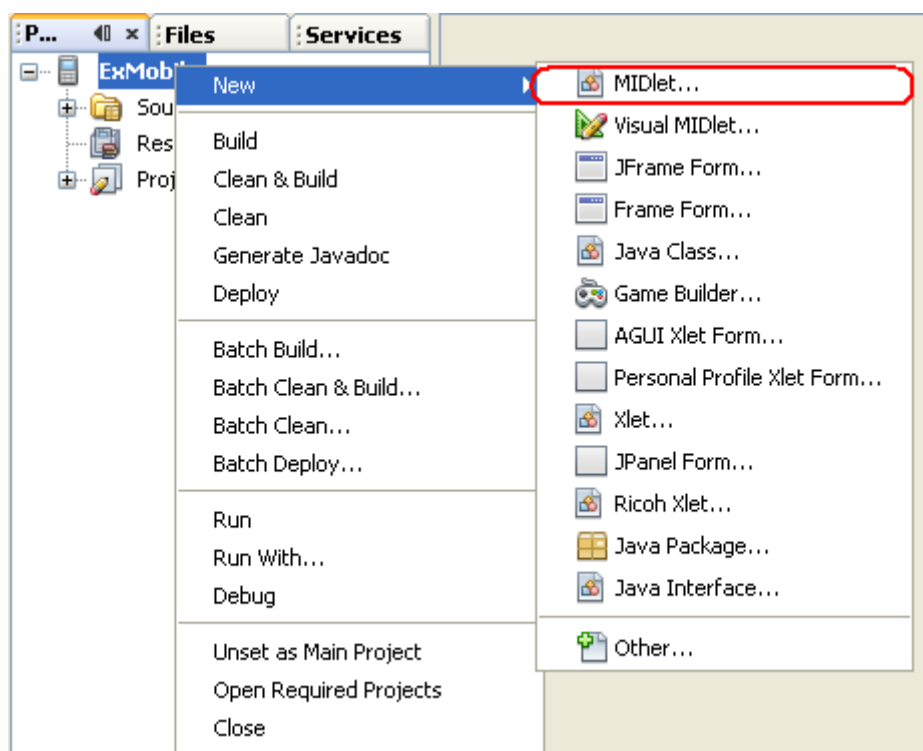 P...
Files
Services
ExMobil
Sou
Res
Proj
New
Build
Clean & Build
Clean
Generate Javadoc
Deploy
Batch Build...
Batch Clean & Build...
Batch Clean...
Batch Deploy...
Run
Run With...
Debug
Unset as Main Project
Open Required Projects
Close
MIDlet...
Visual MIDlet...
JFrame Form...
Frame Form...
Java Class...
Game Builder...
AGUI Xlet Form...
Personal Profile Xlet Form...
Xlet...
JPanel Form...
Ricoh Xlet...
Java Package...
Java Interface...
Other...